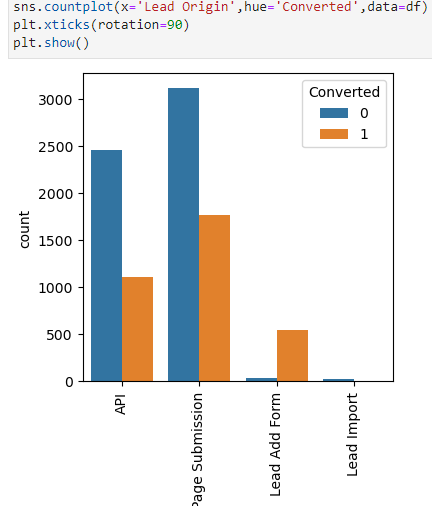 sns.countplot(x='Lead Origin',hue='Converted',data=df)
plt.xticks(rotation=90)
plt.show()
Converted
0
1
3000
2500
2000
1500
1000
500
0
count
API
Page Submission
Lead Add Form
Lead Import